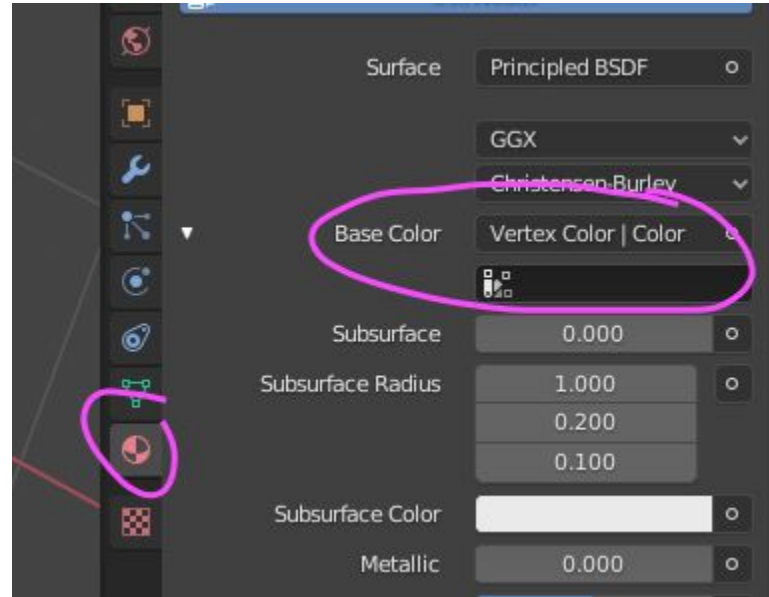 Surface Principled BSDF
GGX
Christensen-Burley
Base Color Vertex Color | Color
Subsurface 0.000
Subsurface Radius 1.000
0.200
0.100
Subsurface Color
Metallic 0.000